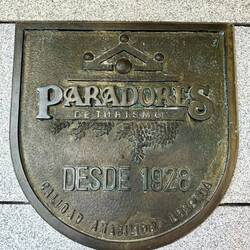 PARADORES
DE TURISMO
DESDE 1928
CALIDAD